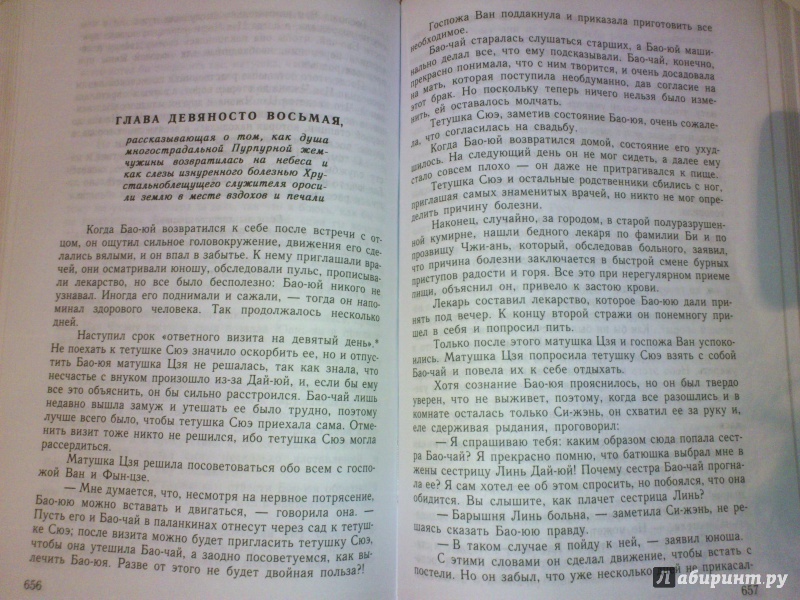 ГЛАВА ДЕВЯНОСТО ВОСЬМАЯ,
рассказывающая о том, как душа
многострадальной Пурпурной жем-
чужины возвратилась на небеса и
как слезы изнуренного болезнью Хру-
стальноблещущего служителя ороси-
ли землю в месте вздохов и печали
Когда Бао-юй возвратился к себе после встречи с от-
цом, он ощутил сильное головокружение, движения его сде-
лались вялыми, и он впал в забытье. К нему приглашали вра-
чей, они осматривали юношу, обследовали пульс, прописыва-
ли лекарство, но все было бесполезно: Бао-юй никого не
узнавал. Иногда его поднимали и сажали, — тогда он напо-
минал здорового человека. Так продолжалось несколько
дней.
Наступил срок «ответного визита на девятый день».*
Не поехать к тетушке Сюэ значило оскорбить ее, но и отпус-
тить Бао-юя матушка Цзя не решалась, так как знала, что
несчастье с внуком произошло из-за Дай-юй, и, если бы ему
все это объяснить, он бы сильно расстроился. Бао-чай лишь
недавно вышла замуж и утешать ее было трудно, поэтому
лучше всего было, чтобы тетушка Сюэ приехала сама. Отме-
нить визит тоже никто не решился, ибо тетушка Сюэ могла
рассердиться.
Матушка Цзя решила посоветоваться обо всем с госпо-
жой Ван и Фын-цзе.
— Мне думается, что, несмотря на нервное потрясение,
Бао-юю можно вставать и двигаться, — говорила она. —
Пусть его и Бао-чай в паланкинах отнесут через сад к тетуш-
ке Сюэ; после визита можно будет пригласить тетушку Сюэ,
чтобы она утешила Бао-чай, а заодно посоветуемся, как вы-
лечить Бао-юя. Разве от этого не будет двойная польза?!
656
Госпожа Ван поддакнула и приказала приготовить все
необходимое.
Бао-чай старалась слушаться старших, а Бао-юй маши-
нально делал все, что ему подсказывали. Бао-чай, конечно,
прекрасно понимала, что с ним творится, и очень досадовала
на мать, которая поступила необдуманно, дав согласие на
этот брак. Но поскольку теперь ничего нельзя было изме-
нить, ей оставалось молчать.
Тетушка Сюэ, заметив состояние Бао-юя, очень сожале-
ла, что согласилась на свадьбу.
Когда Бао-юй возвратился домой, состояние его ухуд-
шилось. На следующий день он не мог сидеть, а далее ему
стало совсем плохо — он даже не притрагивался к пище.
Тетушка Сюэ и остальные родственники сбились с ног,
приглашая самых знаменитых врачей, но никто не мог опре-
делить причину болезни.
Наконец, случайно, за городом, в старой полуразрушен-
ной кумирне, нашли бедного лекаря по фамилии Би и по
прозвищу Чжи-ань, который, обследовав больного, заявил,
что причина болезни заключается в быстрой смене бурных
приступов радости и горя. Все это при нерегулярном приеме
пищи, объяснил он, привело к застою крови.
Лекарь составил лекарство, которое Бао-юю дали при-
нять под вечер. К концу второй стражи он понемногу при-
шел в себя и попросил пить.
Только после этого матушка Цзя и госпожа Ван успоко-
ились. Матушка Цзя попросила тетушку Сюэ взять с собой
Бао-чай и повела их к себе отдыхать.
Хотя сознание Бао-юя прояснилось, но он был твердо
уверен, что не выживет, поэтому, когда все разошлись и в
комнате осталась только Си-жэнь, он схватил ее за руку и,
еле сдерживая рыдания, проговорил:
— Я спрашиваю тебя: каким образом сюда попала сест-
ра Бао-чай? Я прекрасно помню, что батюшка выбрал мне в
жены сестрицу Линь Дай-юй! Почему сестра Бао-чай прогна-
ла ее? Я сам хотел ее об этом спросить, но побоялся, что она
обидится. Вы слышите, как плачет сестрица Линь?
— Барышня Линь больна, — заметила Си-жэнь, не ре-
шаясь сказать Бао-юю правду.
— В таком случае я пойду к ней, — заявил юноша.
С этими словами он сделал движение, чтобы встать с
постели. Но он забыл, что уже несколько дней не прикасал-
657
Лабиринт.ру